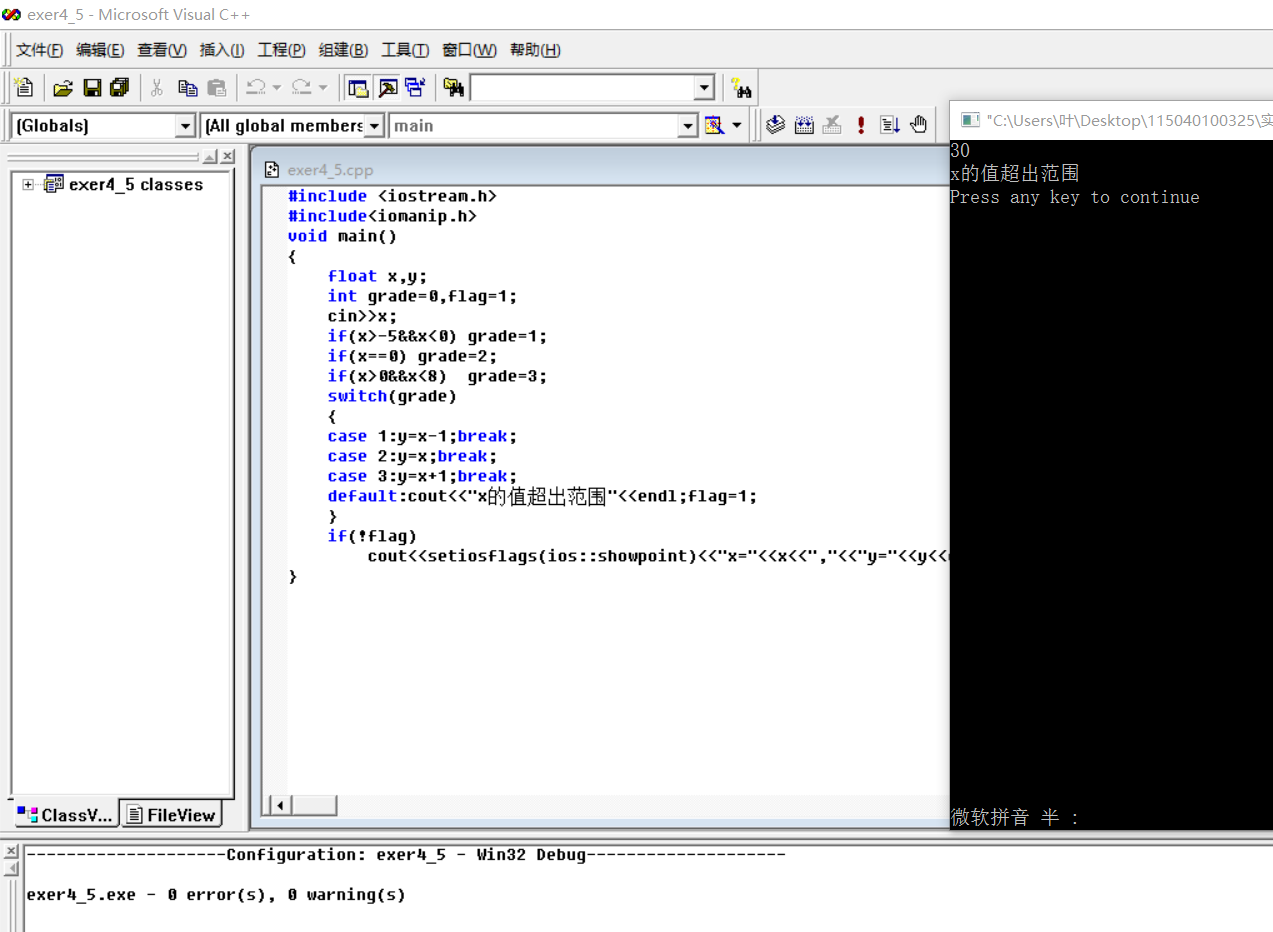 exer4_5 - Microsoft Visual C++
文件(F) 编辑(E) 查看(V) 插入(I) 工程(P) 组建(B) 工具(T) 窗口(W) 帮助(H)
(Globals) (All global members main
"C:\Users\叶\Desktop\115040100325\实
exer4_5 classes
exer4_5.cpp
#include <iostream.h>
#include<iomanip.h>
void main()
{
float x,y;
int grade=0,flag=1;
cin>>x;
if(x>-5&&x<0) grade=1;
if(x==0) grade=2;
if(x>0&&x<8) grade=3;
switch(grade)
{
case 1:y=x-1;break;
case 2:y=x;break;
case 3:y=x+1;break;
default:cout<<"x的值超出范围"<<endl;flag=1;
}
if(!flag)
cout<<setiosflags(ios::showpoint)<<"x="<<x<<","<<"y="<<y<<
}
30
x的值超出范围
Press any key to continue
微软拼音 半 :
ClassV... FileView
--------------------Configuration: exer4_5 - Win32 Debug--------------------
exer4_5.exe - 0 error(s), 0 warning(s)